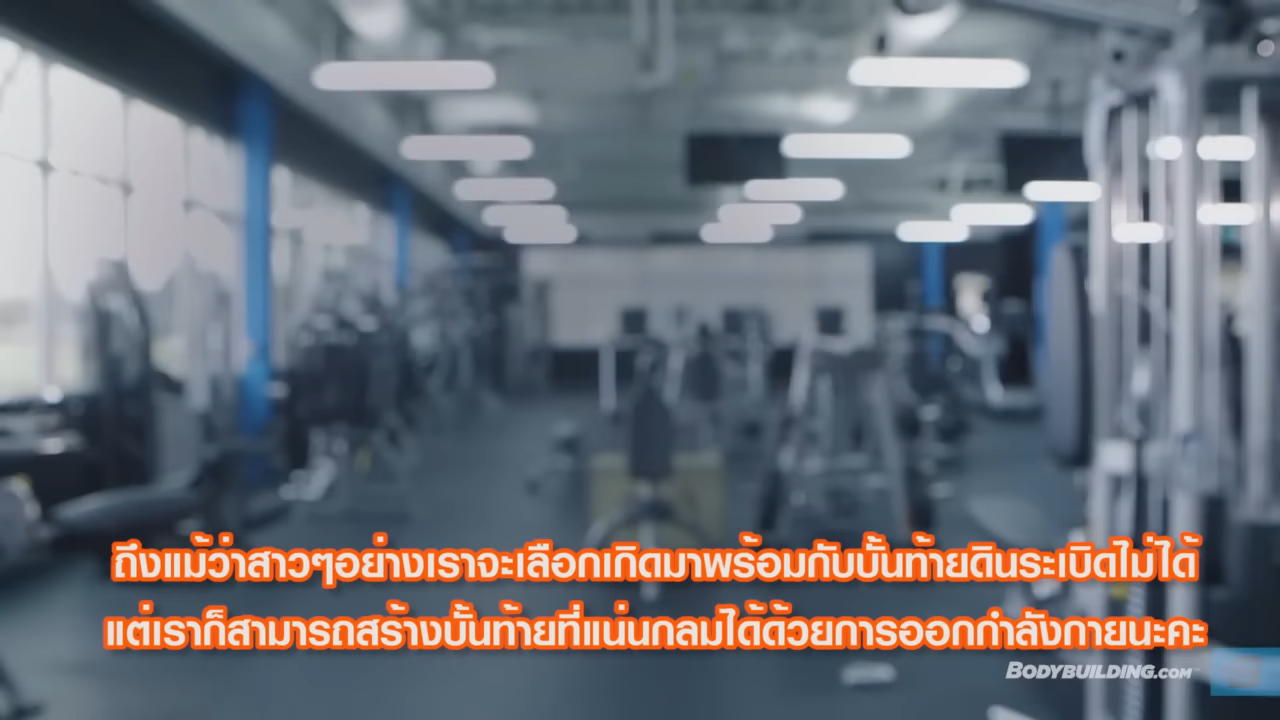 ถึงแม้ว่าสาวๆอย่างเราจะเลือกเกิดมาพร้อมกับบั้นท้ายดินระเบิดไม่ได้
แต่เราก็สามารถสร้างบั้นท้ายที่แน่นกลมได้ด้วยการออกกำลังกายนะคะ
BODYBUILDING.COM